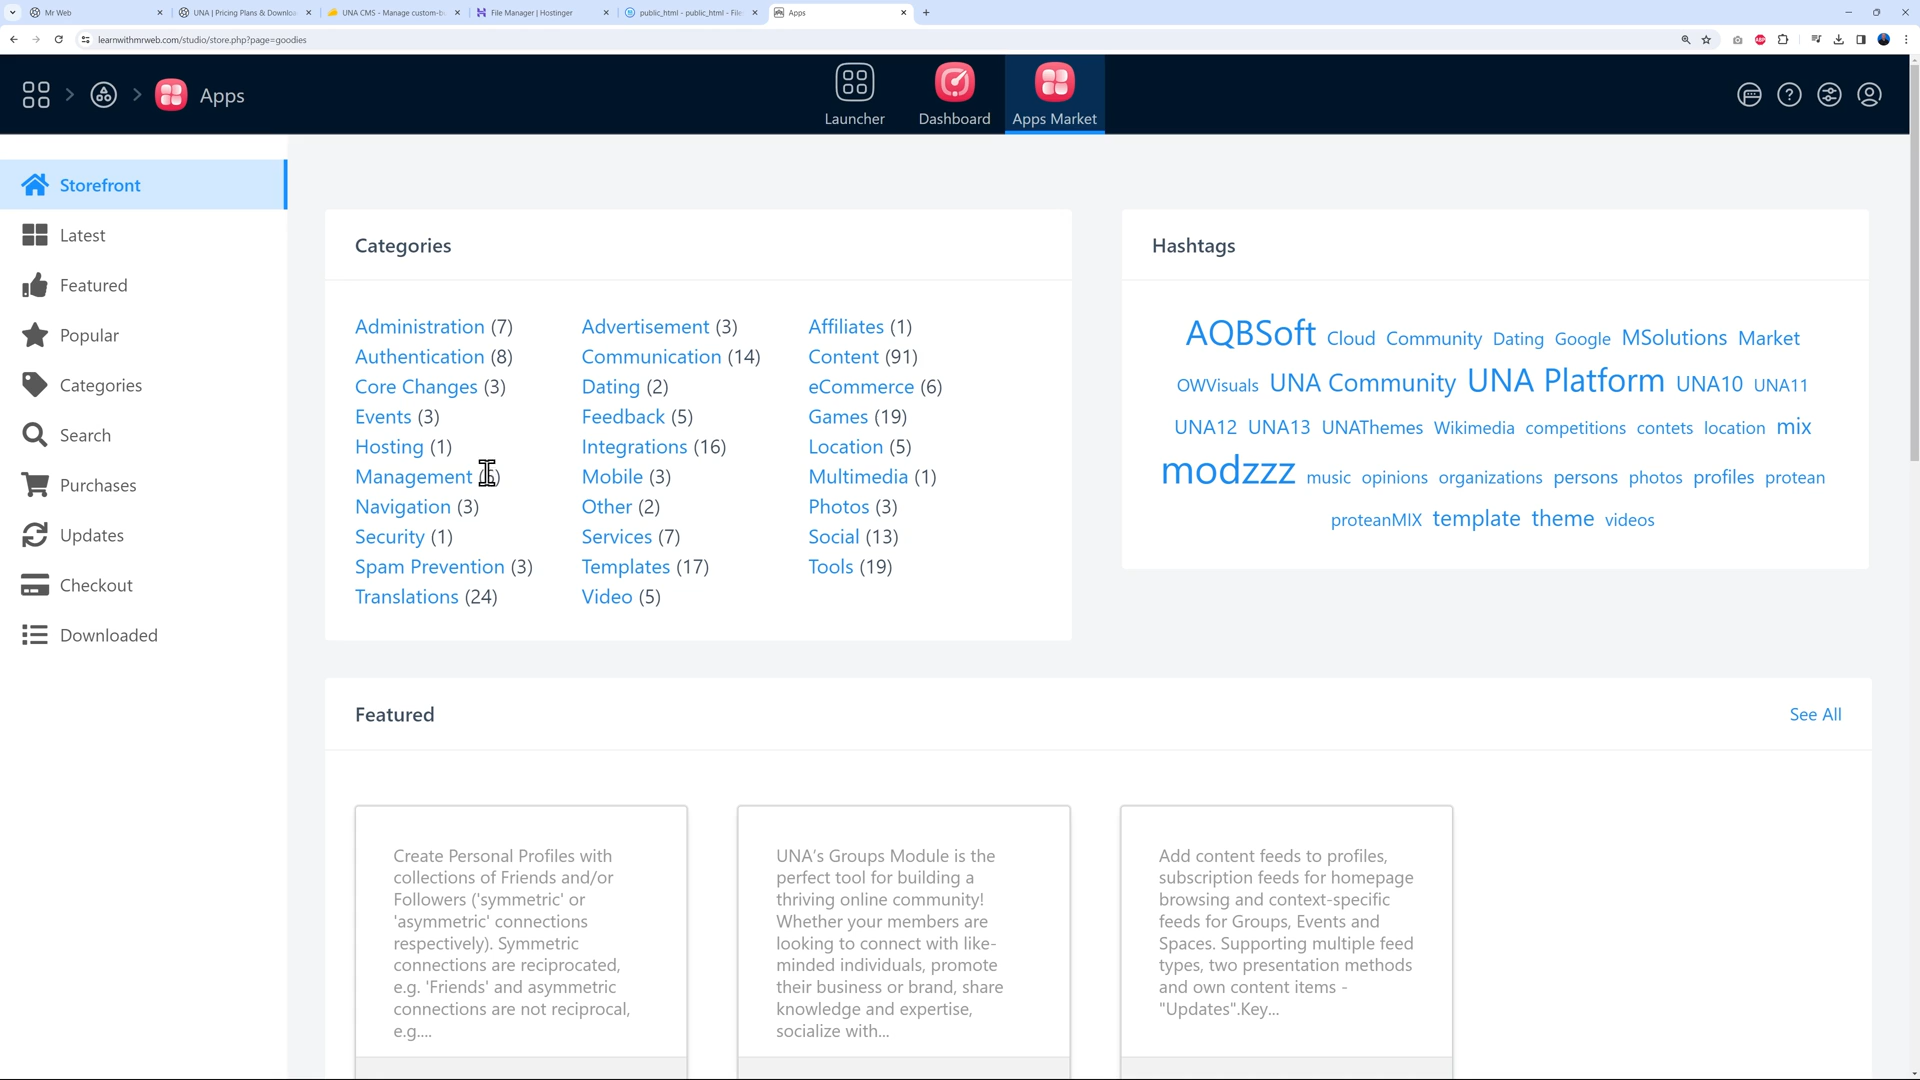 Mr Web
UNA | Pricing Plans & Downlo
UNA CMS - Manage custom-b
File Manager | Hostinger
public_html - public_html - File
Apps
learnwithmrweb.com/studio/store.php?page=goodies
Apps
Launcher
Dashboard
Apps Market
Storefront
Latest
Featured
Popular
Categories
Search
Purchases
Updates
Checkout
Downloaded
Categories
Administration (7)
Advertisement (3)
Affiliates (1)
Authentication (8)
Communication (14)
Content (91)
Core Changes (3)
Dating (2)
eCommerce (6)
Events (3)
Feedback (5)
Games (19)
Hosting (1)
Integrations (16)
Location (5)
Management
Mobile (3)
Multimedia (1)
Navigation (3)
Other (2)
Photos (3)
Security (1)
Services (7)
Social (13)
Spam Prevention (3)
Templates (17)
Tools (19)
Translations (24)
Video (5)
Hashtags
AQBSoft Cloud Community Dating Google MSolutions Market
OWVisuals UNA Community UNA Platform UNA10 UNA11
UNA12 UNA13 UNAThemes Wikimedia competitions contets location mix
modzzz music opinions organizations persons photos profiles protean
proteanMIX template theme videos
Featured
See All
Create Personal Profiles with
collections of Friends and/or
Followers ('symmetric' or
'asymmetric' connections
respectively). Symmetric
connections are reciprocated,
e.g. 'Friends' and asymmetric
connections are not reciprocal,
e.g....
UNA's Groups Module is the
perfect tool for building a
thriving online community!
Whether your members are
looking to connect with like-
minded individuals, promote
their business or brand, share
knowledge and expertise,
socialize with...
Add content feeds to profiles,
subscription feeds for homepage
browsing and context-specific
feeds for Groups, Events and
Spaces. Supporting multiple feed
types, two presentation methods
and own content items -
"Updates".Key...